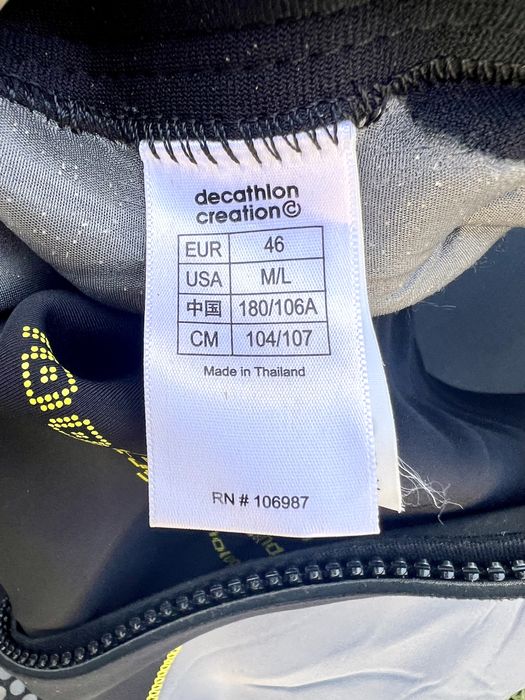 decathlon
creation©
EUR 46
USA M/L
中国 180/106A
CM 104/107
Made in Thailand
RN # 106987